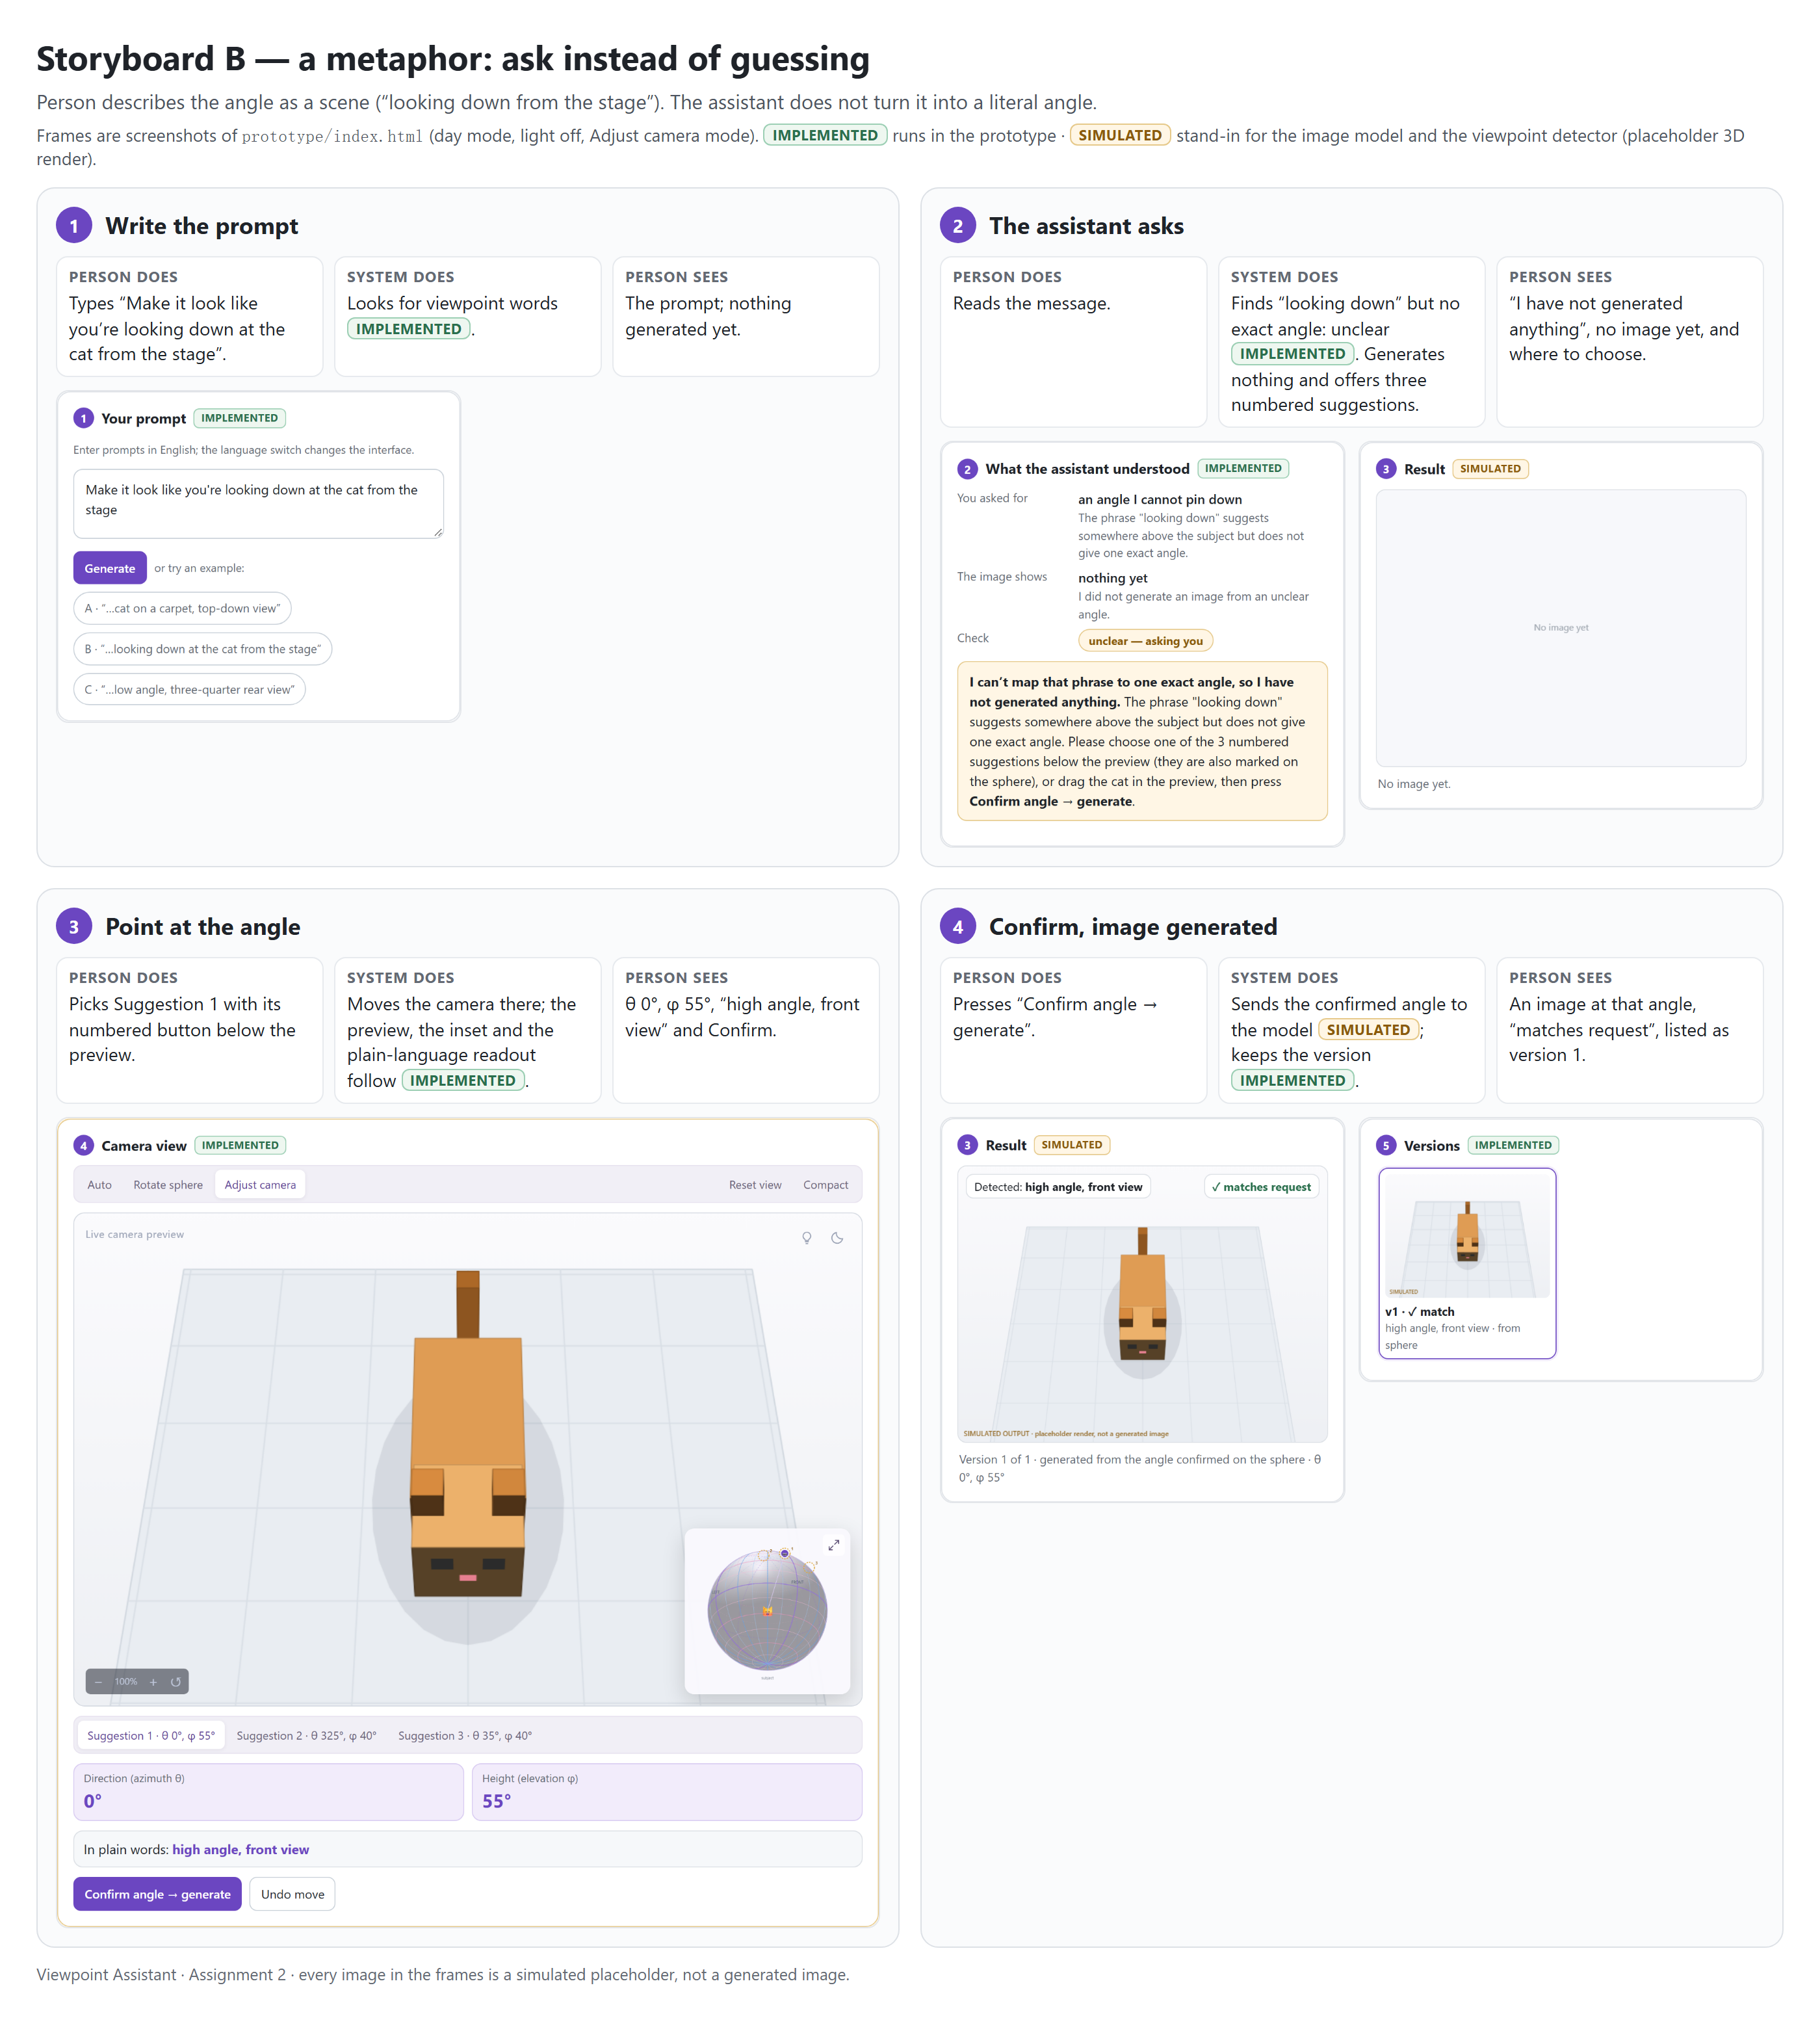 Storyboard B — a metaphor: ask instead of guessing
Person describes the angle as a scene (“looking down from the stage”). The assistant does not turn it into a literal angle.
Frames are screenshots of prototype/index.html (day mode, light off, Adjust camera mode). IMPLEMENTED runs in the prototype · SIMULATED stand-in for the image model and the viewpoint detector (placeholder 3D
render).
1 Write the prompt
PERSON DOES
Types “Make it look like
you’re looking down at the
cat from the stage”.
SYSTEM DOES
Looks for viewpoint words
IMPLEMENTED.
PERSON SEES
The prompt; nothing
generated yet.
1 Your prompt IMPLEMENTED
Enter prompts in English; the language switch changes the interface.
Make it look like you're looking down at the cat from the
stage
Generate or try an example:
A · “…cat on a carpet, top-down view”
B · “…looking down at the cat from the stage”
C · “…low angle, three-quarter rear view”
2 The assistant asks
PERSON DOES
Reads the message.
SYSTEM DOES
Finds “looking down” but no
exact angle: unclear
IMPLEMENTED. Generates
nothing and offers three
numbered suggestions.
PERSON SEES
“I have not generated
anything”, no image yet, and
where to choose.
2 What the assistant understood IMPLEMENTED
You asked for an angle I cannot pin down
The phrase "looking down" suggests
somewhere above the subject but does not
give one exact angle.
The image shows nothing yet
I did not generate an image from an unclear
angle.
Check unclear — asking you
I can’t map that phrase to one exact angle, so I have
not generated anything. The phrase "looking down"
suggests somewhere above the subject but does not give
one exact angle. Please choose one of the 3 numbered
suggestions below the preview (they are also marked on
the sphere), or drag the cat in the preview, then press
Confirm angle → generate.
3 Result SIMULATED
No image yet
No image yet.
3 Point at the angle
PERSON DOES
Picks Suggestion 1 with its
numbered button below the
preview.
SYSTEM DOES
Moves the camera there; the
preview, the inset and the
plain-language readout
follow IMPLEMENTED.
PERSON SEES
θ 0°, φ 55°, “high angle, front
view” and Confirm.
4 Camera view IMPLEMENTED
Auto Rotate sphere Adjust camera Reset view Compact
Live camera preview
− 100% + ↺
Suggestion 1 · θ 0°, φ 55° Suggestion 2 · θ 325°, φ 40° Suggestion 3 · θ 35°, φ 40°
Direction (azimuth θ)
0°
Height (elevation φ)
55°
In plain words: high angle, front view
Confirm angle → generate Undo move
4 Confirm, image generated
PERSON DOES
Presses “Confirm angle →
generate”.
SYSTEM DOES
Sends the confirmed angle to
the model SIMULATED;
keeps the version
IMPLEMENTED.
PERSON SEES
An image at that angle,
“matches request”, listed as
version 1.
3 Result SIMULATED
Detected: high angle, front view ✓ matches request
SIMULATED OUTPUT · placeholder render, not a generated image
Version 1 of 1 · generated from the angle confirmed on the sphere · θ
0°, φ 55°
5 Versions IMPLEMENTED
SIMULATED
v1 · ✓ match
high angle, front view · from
sphere
Viewpoint Assistant · Assignment 2 · every image in the frames is a simulated placeholder, not a generated image.